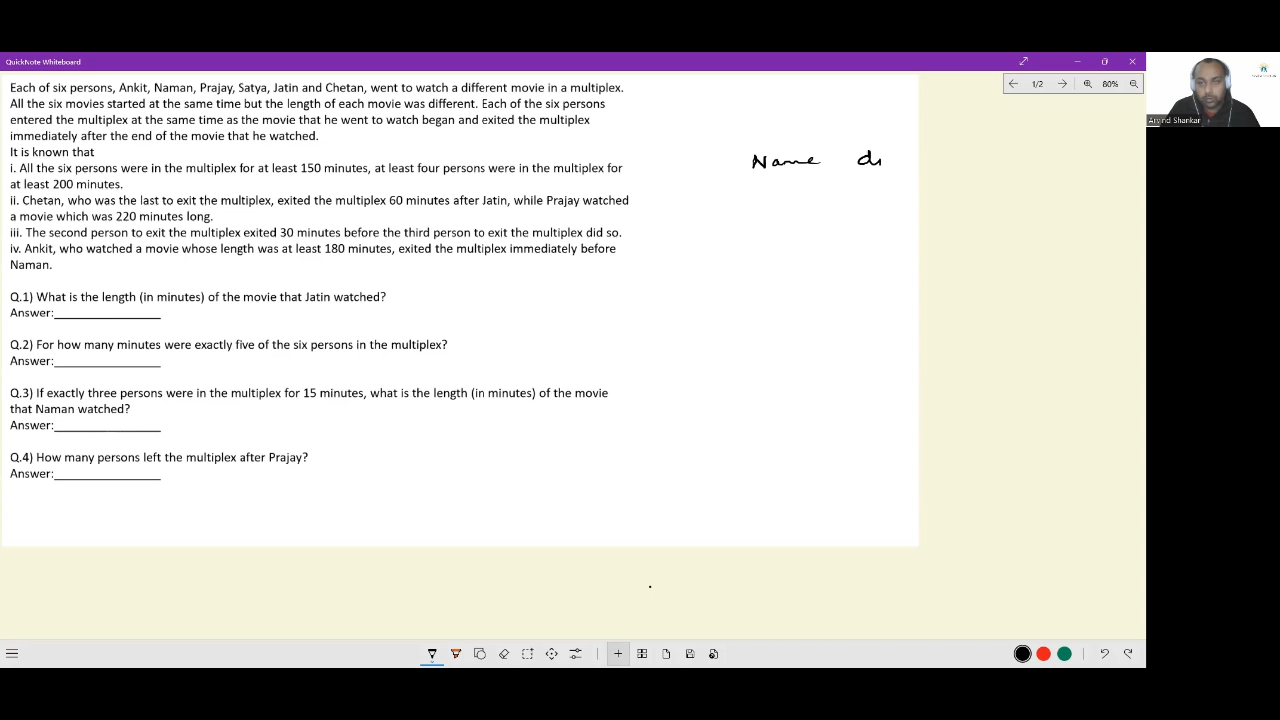 QuickNote Whiteboard
1/2
80%
Arvind Shankar
Each of six persons, Ankit, Naman, Prajay, Satya, Jatin and Chetan, went to watch a different movie in a multiplex.
All the six movies started at the same time but the length of each movie was different. Each of the six persons
entered the multiplex at the same time as the movie that he went to watch began and exited the multiplex
immediately after the end of the movie that he watched.
It is known that
i. All the six persons were in the multiplex for at least 150 minutes, at least four persons were in the multiplex for
at least 200 minutes.
ii. Chetan, who was the last to exit the multiplex, exited the multiplex 60 minutes after Jatin, while Prajay watched
a movie which was 220 minutes long.
iii. The second person to exit the multiplex exited 30 minutes before the third person to exit the multiplex did so.
iv. Ankit, who watched a movie whose length was at least 180 minutes, exited the multiplex immediately before
Naman.
Name
Q.1) What is the length (in minutes) of the movie that Jatin watched?
Answer:_________________
Q.2) For how many minutes were exactly five of the six persons in the multiplex?
Answer:_________________
Q.3) If exactly three persons were in the multiplex for 15 minutes, what is the length (in minutes) of the movie
that Naman watched?
Answer:_________________
Q.4) How many persons left the multiplex after Prajay?
Answer:_________________